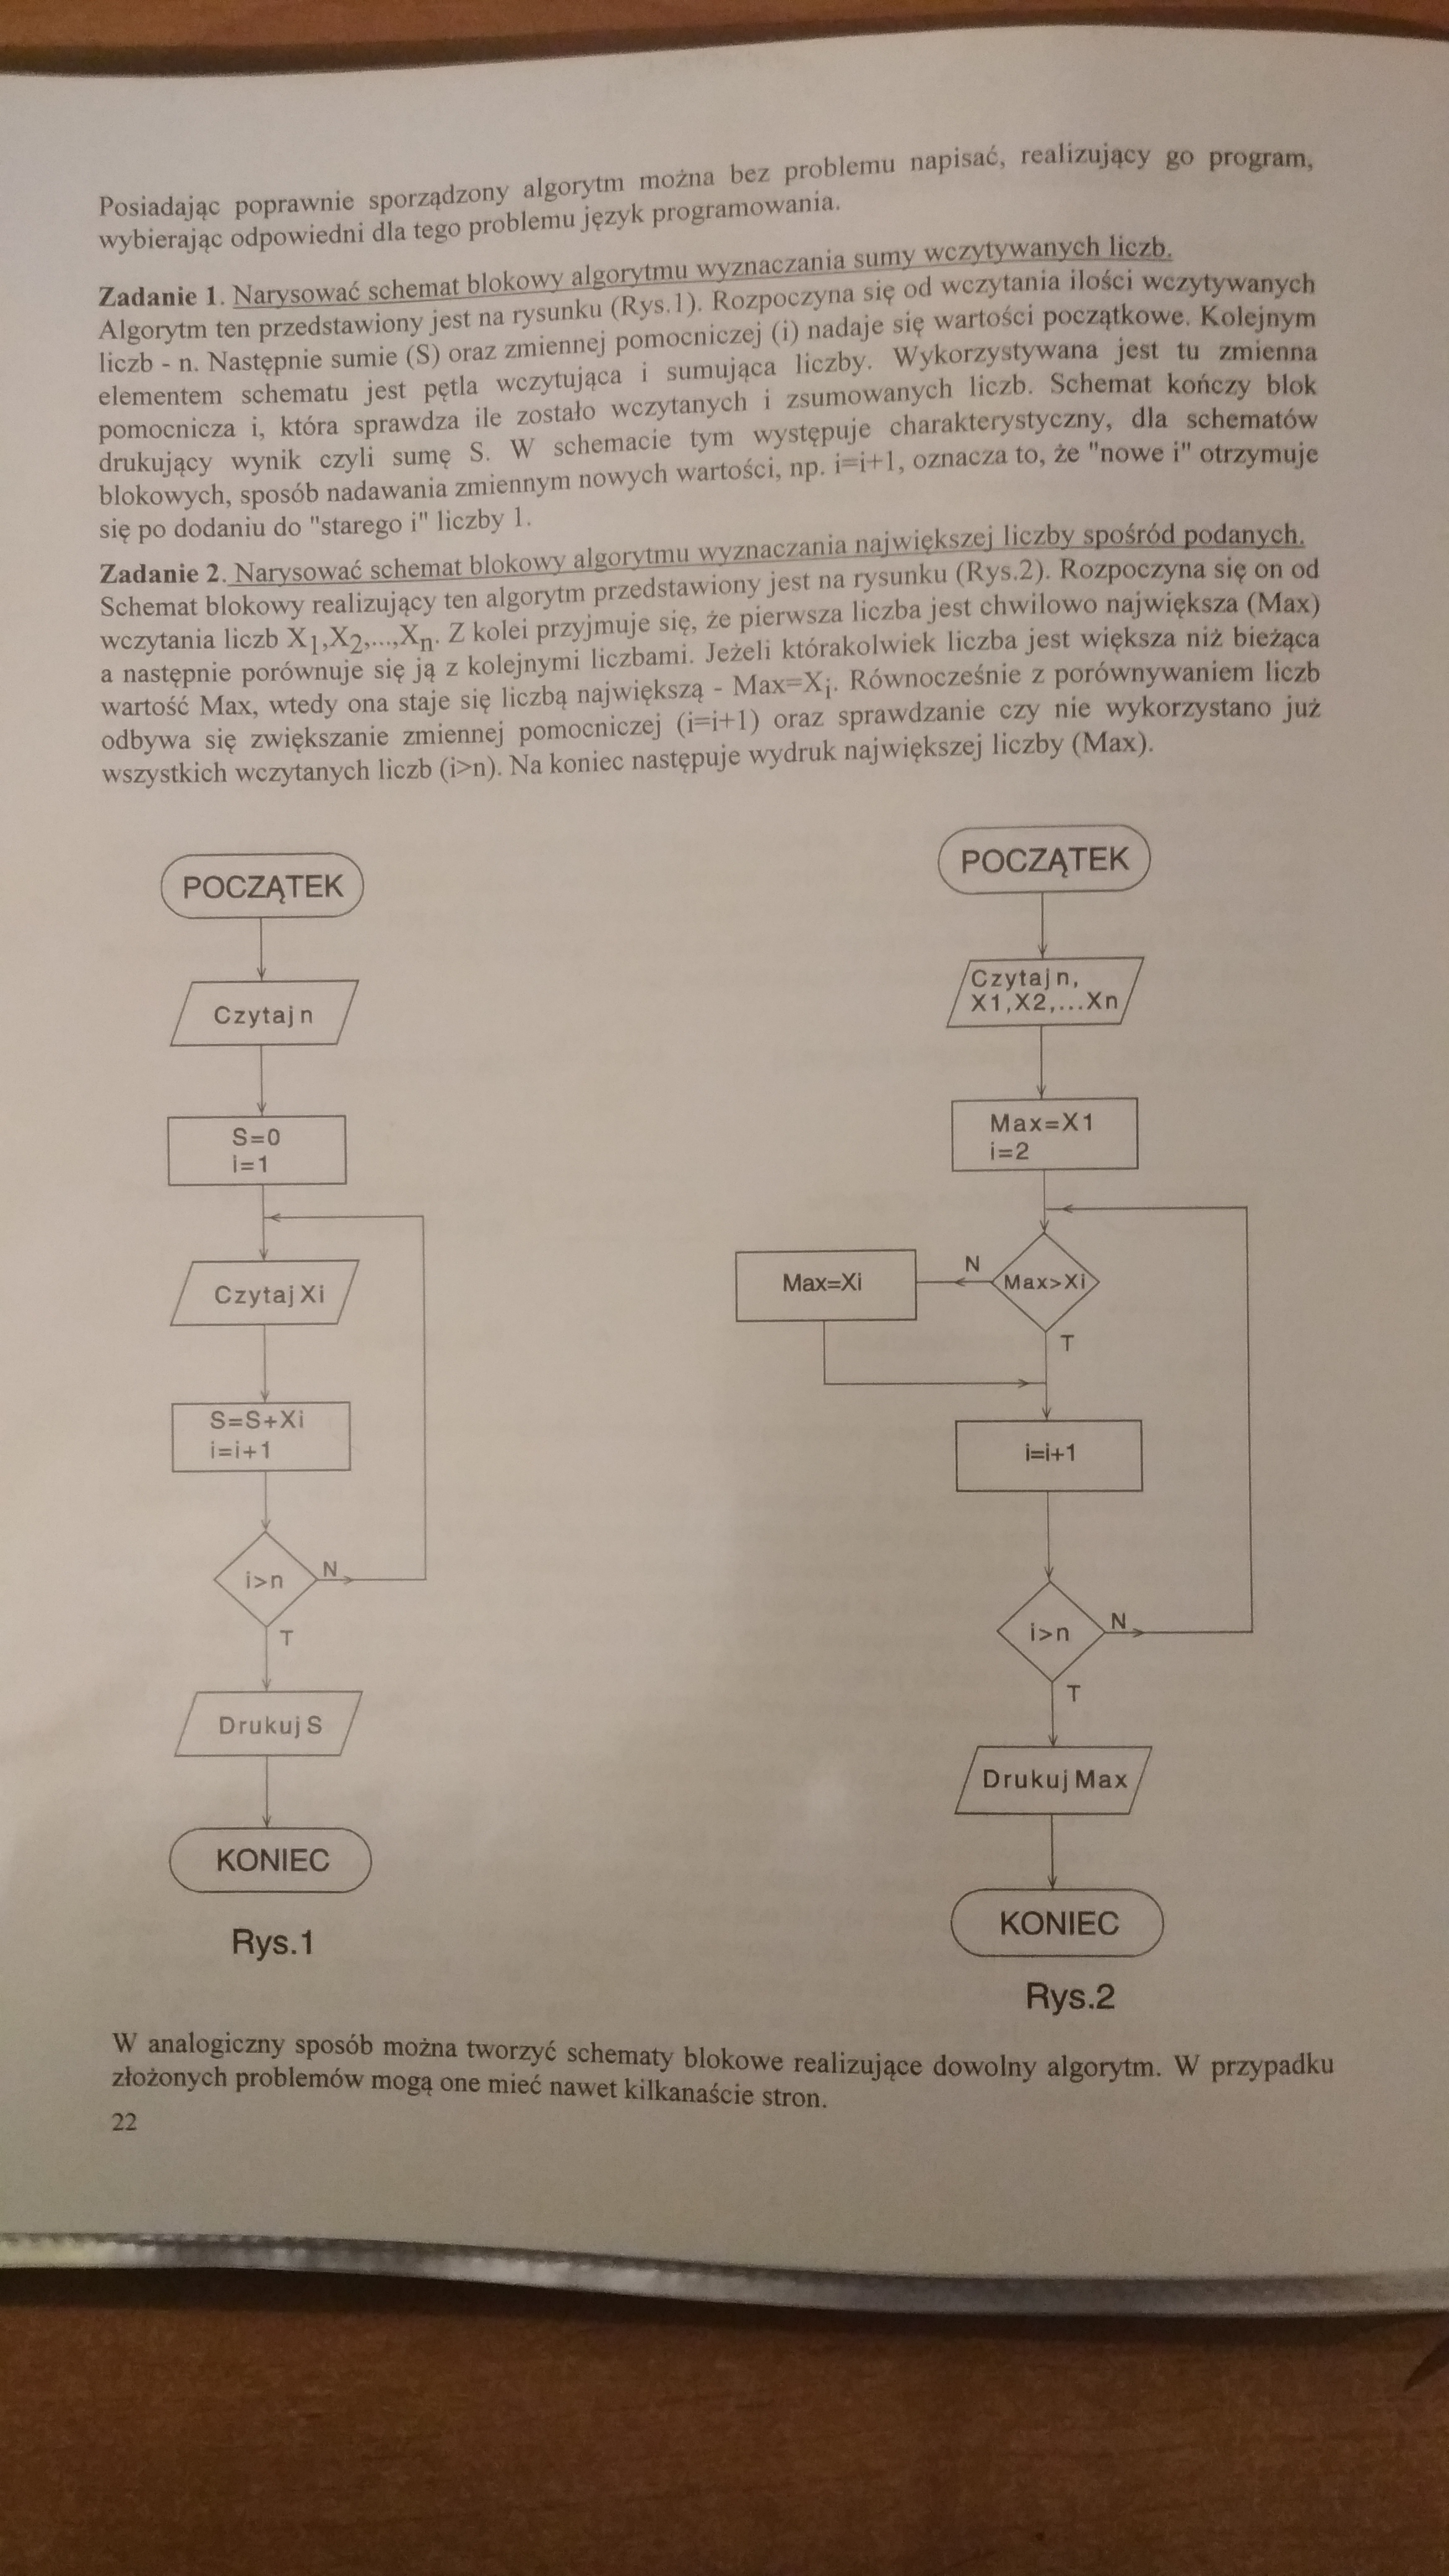 Posiadając poprawnie sporządzony algorytm można bez problemu napisać, realizujący go program,
wybierając odpowiedni dla tego problemu język programowania.
Zadanie 1. Narysować schemat blokowy algorytmu wyznaczania sumy wczytywanych liczb.
Algorytm ten przedstawiony jest na rysunku (Rys.1). Rozpoczyna się od wczytania ilości wczytywanych
liczb - n. Następnie sumie (S) oraz zmiennej pomocniczej (i) nadaje się wartości początkowe. Kolejnym
elementem schematu jest pętla wczytująca i sumująca liczby. Wykorzystywana jest tu zmienna
pomocnicza i, która sprawdza ile zostało wczytanych i zsumowanych liczb. Schemat kończy blok
drukujący wynik czyli sumę S. W schemacie tym występuje charakterystyczny, dla schematów
blokowych, sposób nadawania zmiennym nowych wartości, np. i=i+1, oznacza to, że "nowe i" otrzymuje
się po dodaniu do "starego i" liczby 1.
Zadanie 2. Narysować schemat blokowy algorytmu wyznaczania największej liczby spośród podanych.
Schemat blokowy realizujący ten algorytm przedstawiony jest na rysunku (Rys.2). Rozpoczyna się on od
wczytania liczb X1,X2,...,Xn. Z kolei przyjmuje się, że pierwsza liczba jest chwilowo największa (Max)
a następnie porównuje się ją z kolejnymi liczbami. Jeżeli którakolwiek liczba jest większa niż bieżąca
wartość Max, wtedy ona staje się liczbą największą - Max=Xi. Równocześnie z porównywaniem liczb
odbywa się zwiększanie zmiennej pomocniczej (i=i+1) oraz sprawdzanie czy nie wykorzystano już
wszystkich wczytanych liczb (i>n). Na koniec następuje wydruk największej liczby (Max).
POCZĄTEK
Czytaj n
S=0
i=1
Czytaj Xi
S=S+Xi
i=i+1
i>n
N
T
Drukuj S
KONIEC
Rys.1
POCZĄTEK
Czytaj n,
X1,X2,...Xn
Max=X1
i=2
Max>Xi
N
Max=Xi
T
i=i+1
i>n
N
T
Drukuj Max
KONIEC
Rys.2
W analogiczny sposób można tworzyć schematy blokowe realizujące dowolny algorytm. W przypadku
złożonych problemów mogą one mieć nawet kilkanaście stron.
22